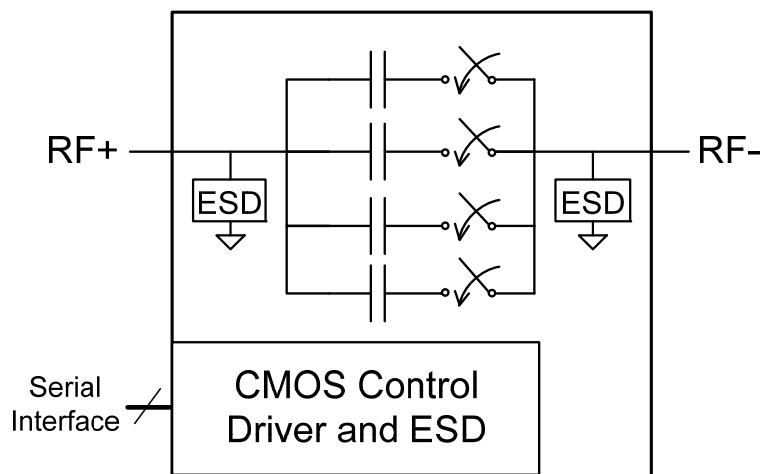 RF+
RF–
ESD
ESD
Serial
Interface
CMOS Control
Driver and ESD